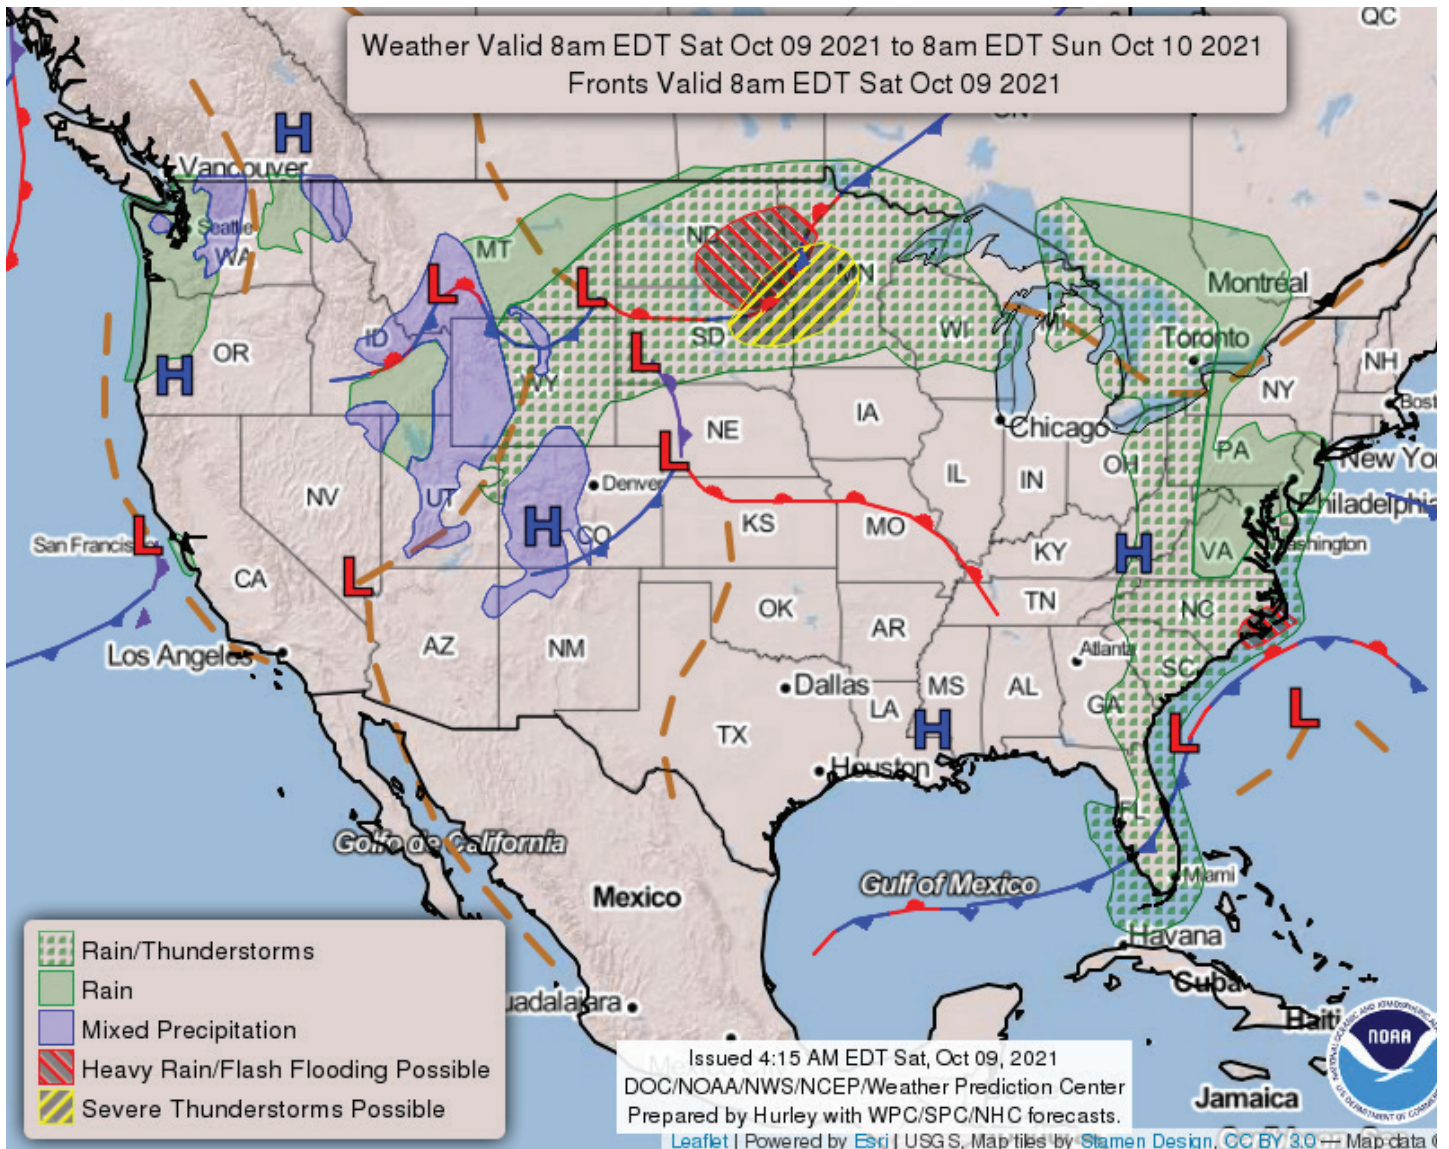 QC
Weather Valid 8am EDT Sat Oct 09 2021 to 8am EDT Sun Oct 10 2021
Fronts Valid 8am EDT Sat Oct 09 2021
H
Vancouver
Seattle
WA
MT
ND
MN
Montréal
L
L
ID
OR
H
SD
WI
MI
Toronto
L
WY
NH
NY
Bost
NE
IA
Chicago
L
PA
New Yo
OH
IL
IN
Denver
UT
NV
Philadelphia
KS
MO
H
CO
San Francis
L
VA
KY
H
CA
L
NC
TN
OK
AR
Los Angeles
AZ
NM
Atlanta
SC
Dallas
MS
AL
LA
GA
H
TX
L
L
Houston
FL
Golfo de California
Gulf of Mexico
Miami
Mexico
Havana
Cuba
Haiti
uadalajara
Rain/Thunderstorms
Rain
Mixed Precipitation
Heavy Rain/Flash Flooding Possible
Severe Thunderstorms Possible
Issued 4:15 AM EDT Sat, Oct 09, 2021
DOC/NOAA/NWS/NCEP/Weather Prediction Center
Prepared by Hurley with WPC/SPC/NHC forecasts.
NOAA
Jamaica
Leaflet | Powered by Esri | USGS, Map tiles by Stamen Design, CC BY 3.0 — Map data ©